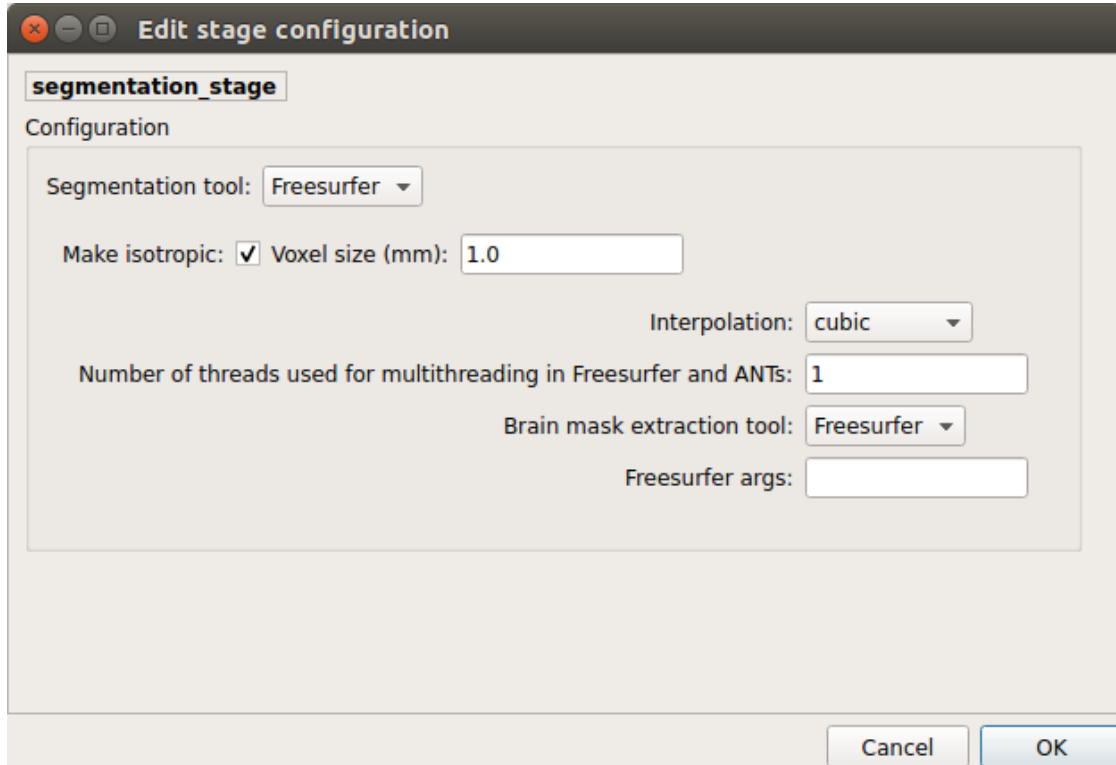 Edit stage configuration
segmentation_stage
Configuration
Segmentation tool: Freesurfer
Make isotropic: Voxel size (mm): 1.0
Interpolation: cubic
Number of threads used for multithreading in Freesurfer and ANTs: 1
Brain mask extraction tool: Freesurfer
Freesurfer args:
Cancel OK